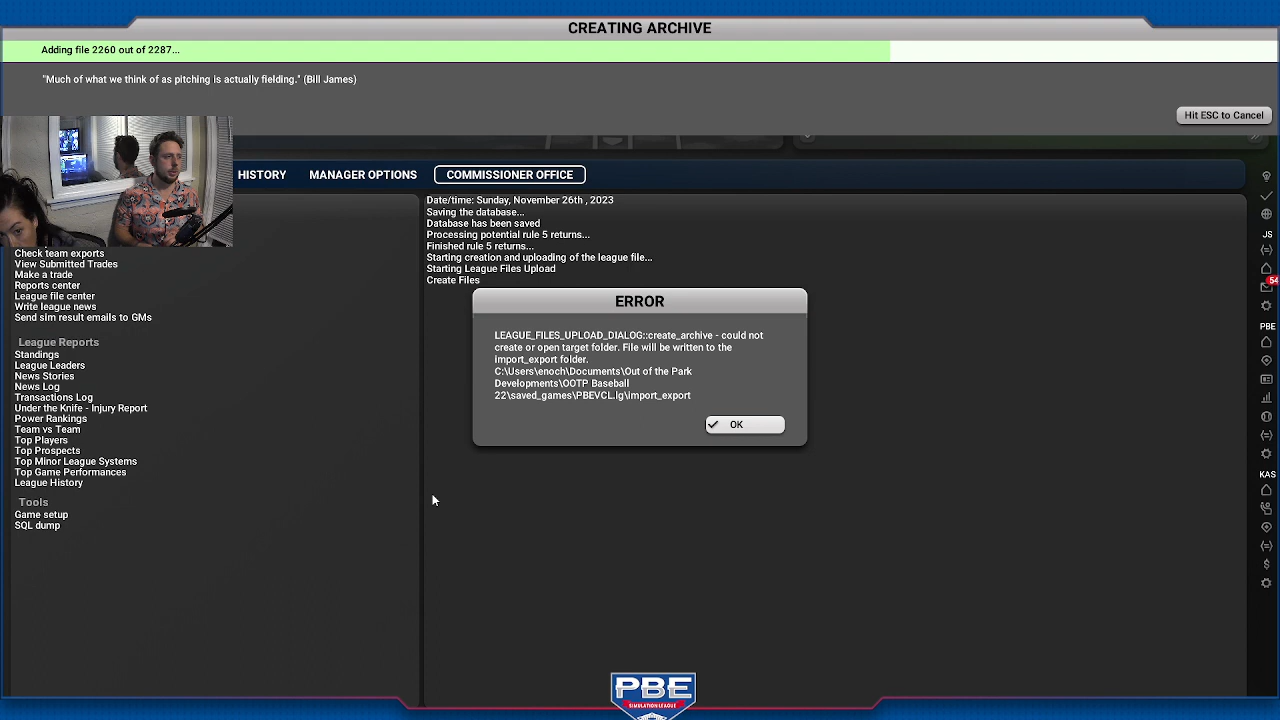 CREATING ARCHIVE
Adding file 2260 out of 2287...
"Much of what we think of as pitching is actually fielding." (Bill James)
Hit ESC to Cancel
HISTORY
MANAGER OPTIONS
COMMISSIONER OFFICE
Check team exports
View Submitted Trades
Make a trade
Reports center
League file center
Write league news
Send sim result emails to GMs
League Reports
Standings
League Leaders
News Stories
News Log
Transactions Log
Under the Knife - Injury Report
Power Rankings
Team vs Team
Top Players
Top Prospects
Top Minor League Systems
Top Game Performances
League History
Tools
Game setup
SQL dump
Date/time: Sunday, November 26th , 2023
Saving the database...
Database has been saved
Processing potential rule 5 returns...
Finished rule 5 returns...
Starting creation and uploading of the league file...
Starting League Files Upload
Create Files
ERROR
LEAGUE_FILES_UPLOAD_DIALOG::create_archive - could not
create or open target folder. File will be written to the
import_export folder.
C:\Users\enoch\Documents\Out of the Park
Developments\OOTP Baseball
22\saved_games\PBEVCL.lg\import_export
OK
JS
54
PBE
KAS
PBE
SIMULATION LEAGUE